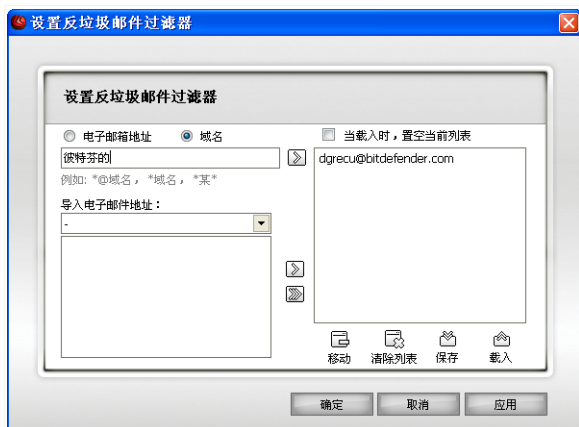 设置反垃圾邮件过滤器
设置反垃圾邮件过滤器
电子邮箱地址 域名
当载入时，置空当前列表
彼特芬的
dgrecu@bitdefender.com
例如: *@域名， *域名， *某*
导入电子邮件地址：
-
移动 清除列表 保存 载入
确定 取消 应用